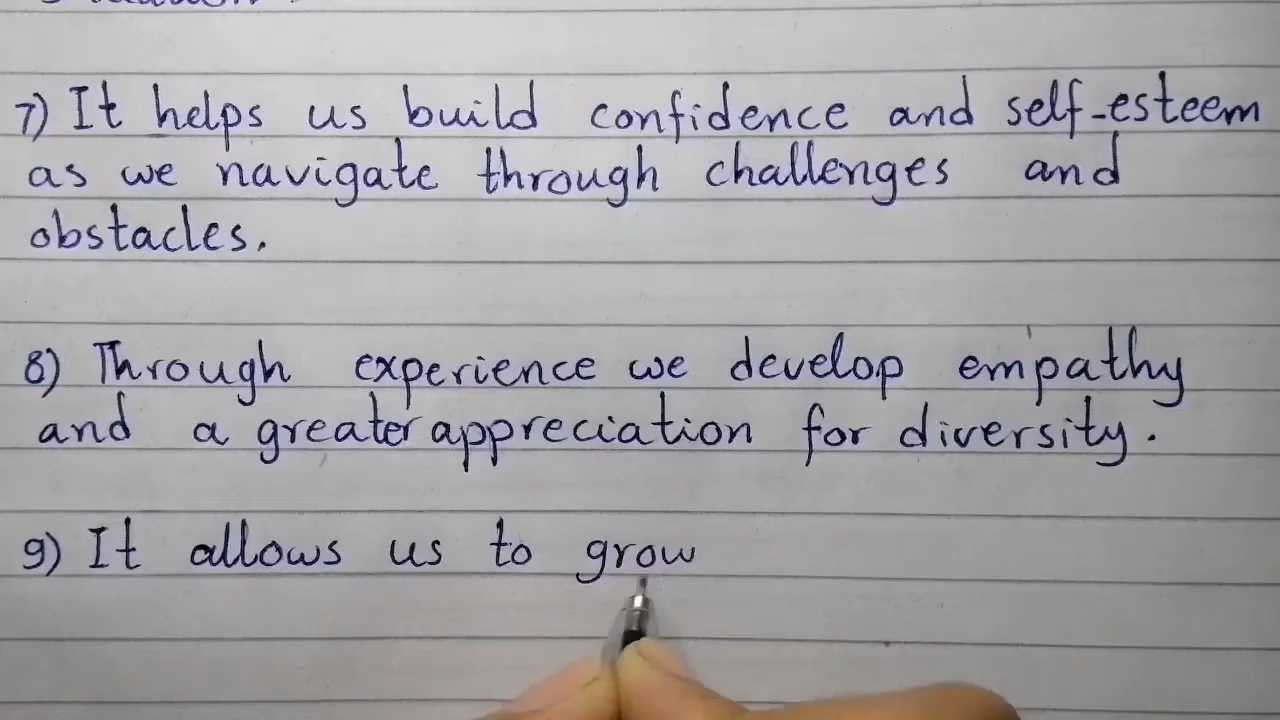 7) It helps us build confidence and self-esteem
as we navigate through challenges and
obstacles.
8) Through experience we develop empathy
and a greater appreciation for diversity.
9) It allows us to grow